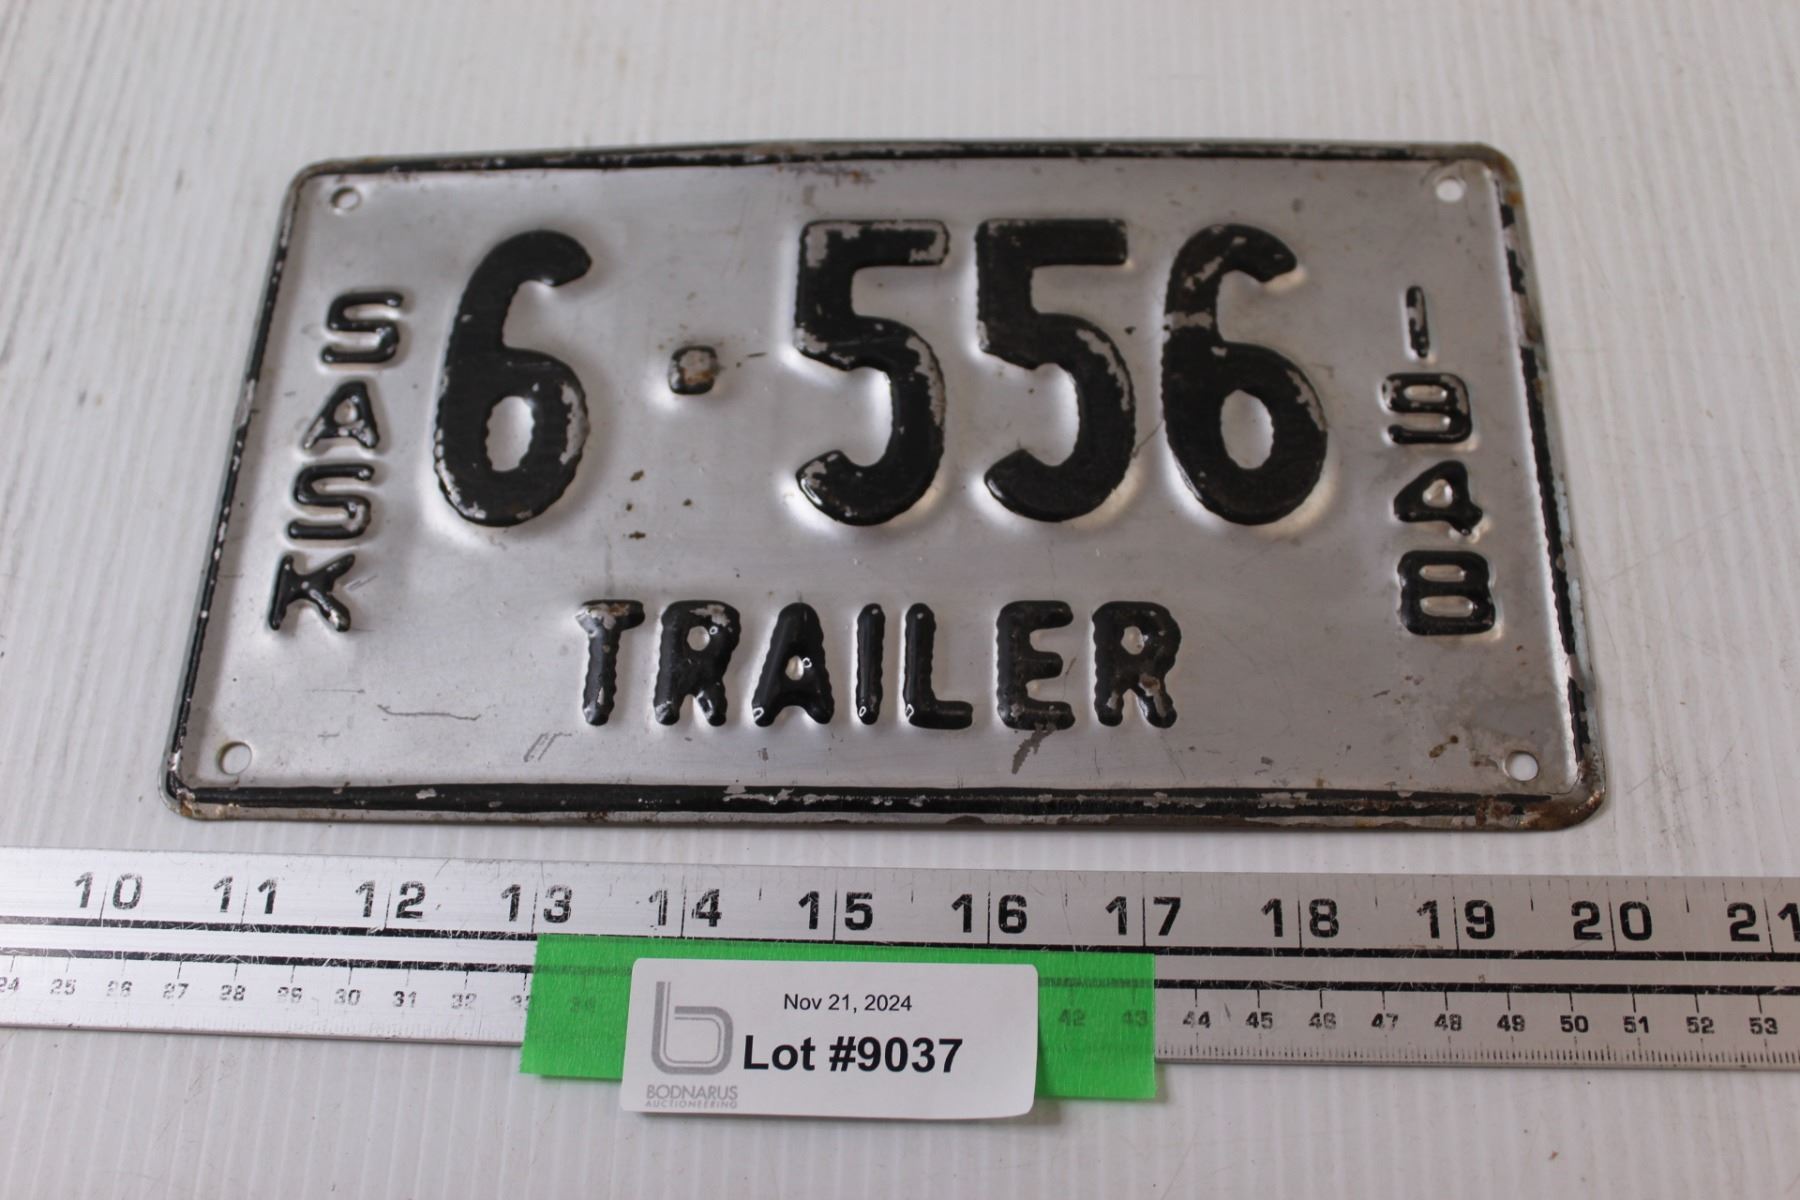 SASK
6·556
1948
TRAILER
10 11 12 13 14 15 16 17 18 19 20 21
24 25 26 27 28 29 30 31 32 33 34 42 43 44 45 46 47 48 49 50 51 52 53
Nov 21, 2024
Lot #9037
BODNARUS
AUCTIONEERING